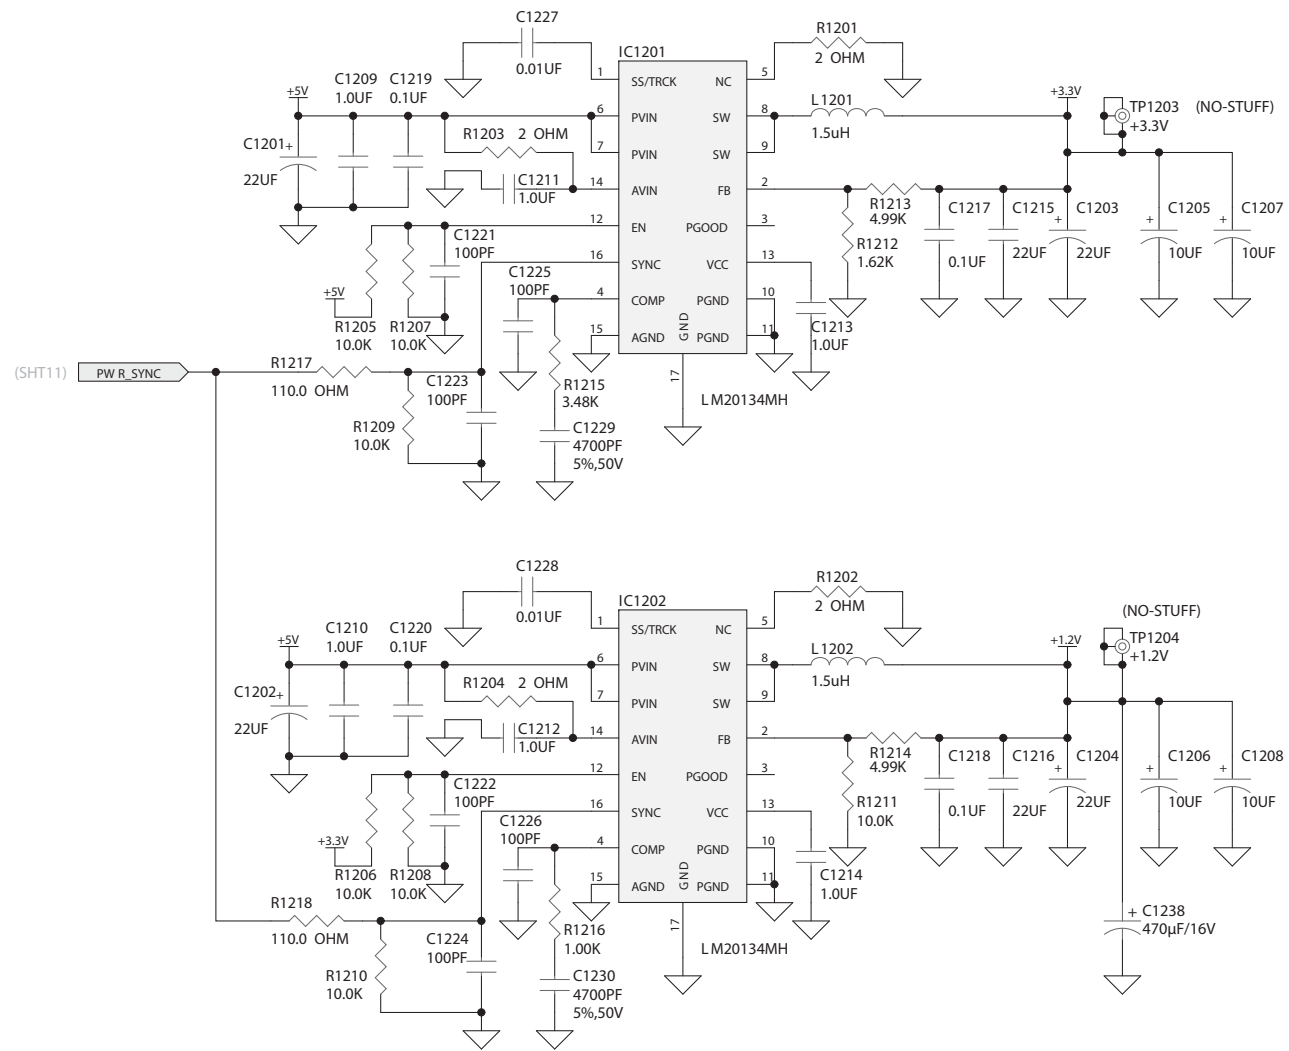 C1227
0.01UF
IC1201
R1201
2 OHM
1 SS/TRCK NC 5
+5V
C1209
1.0UF
C1219
0.1UF
6 PVIN SW 8
L1201
1.5uH
+3.3V
TP1203
+3.3V
(NO-STUFF)
C1201+
22UF
R1203 2 OHM
7 PVIN SW 9
C1211
1.0UF
14 AVIN FB 2
R1213
4.99K
R1212
1.62K
C1217
0.1UF
C1215
22UF
+ C1203
22UF
+ C1205
10UF
+ C1207
10UF
12 EN PGOOD 3
C1221
100PF
16 SYNC VCC 13
C1225
100PF
+5V
R1205
10.0K
R1207
10.0K
4 COMP PGND 10
15 AGND GND PGND 11
C1213
1.0UF
17
LM20134MH
(SHT11) PW R_SYNC
R1217
110.0 OHM
R1209
10.0K
C1223
100PF
R1215
3.48K
C1229
4700PF
5%,50V
C1228
0.01UF
IC1202
R1202
2 OHM
1 SS/TRCK NC 5
+5V
C1210
1.0UF
C1220
0.1UF
6 PVIN SW 8
L1202
1.5uH
+1.2V
(NO-STUFF)
TP1204
+1.2V
C1202+
22UF
R1204 2 OHM
7 PVIN SW 9
C1212
1.0UF
14 AVIN FB 2
R1214
4.99K
R1211
10.0K
C1218
0.1UF
C1216
22UF
+ C1204
22UF
+ C1206
10UF
+ C1208
10UF
12 EN PGOOD 3
C1222
100PF
16 SYNC VCC 13
C1226
100PF
+3.3V
R1206
10.0K
R1208
10.0K
4 COMP PGND 10
15 AGND GND PGND 11
C1214
1.0UF
17
LM20134MH
R1218
110.0 OHM
R1210
10.0K
C1224
100PF
R1216
1.00K
C1230
4700PF
5%,50V
+ C1238
470µF/16V